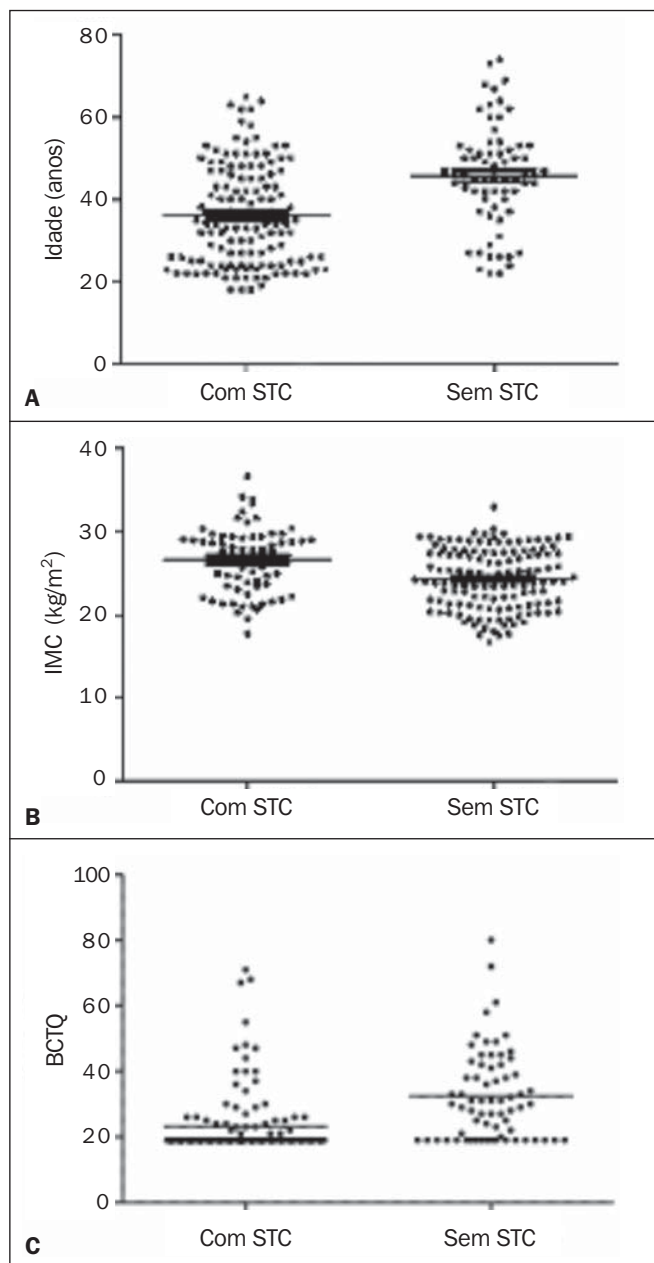 80
60
40
20
0
Idade (anos)
Com STC
Sem STC
A
40
30
20
10
0
IMC (kg/m²)
Com STC
Sem STC
B
100
80
60
40
20
0
BCTQ
Com STC
Sem STC
C